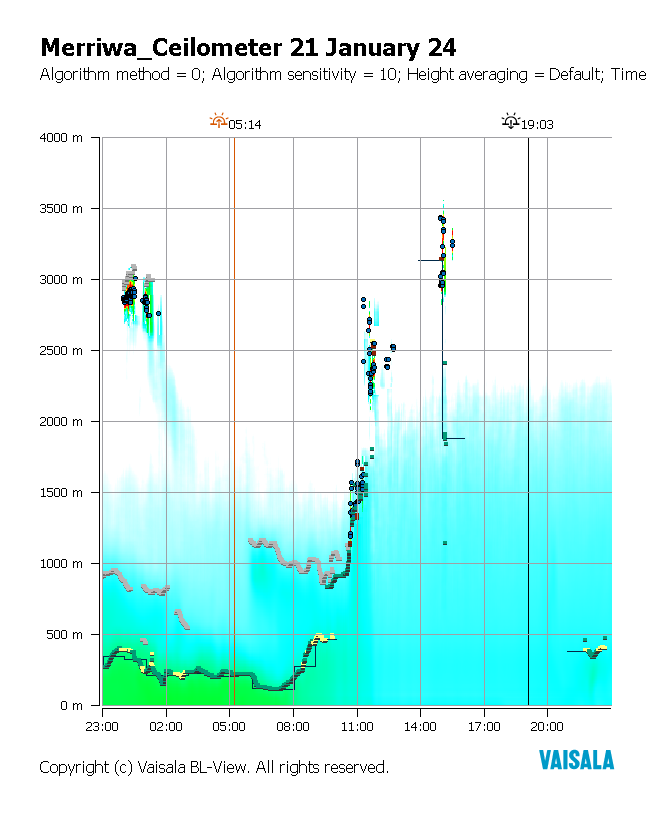 Merriwa_Ceilometer 21 January 24
Algorithm method = 0; Algorithm sensitivity = 10; Height averaging = Default; Time
05:14 19:03
4000 m
3500 m
3000 m
2500 m
2000 m
1500 m
1000 m
500 m
0 m
23:00 02:00 05:00 08:00 11:00 14:00 17:00 20:00
Copyright (c) Vaisala BL-View. All rights reserved.
VAISALA